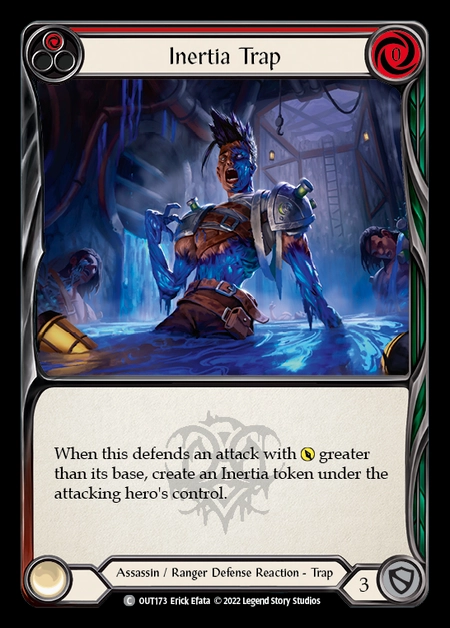 Inertia Trap
0
When this defends an attack with greater
than its base, create an Inertia token under the
attacking hero's control.
Assassin / Ranger Defense Reaction - Trap
3
C OUT173 Erick Efata © 2022 Legend Story Studios